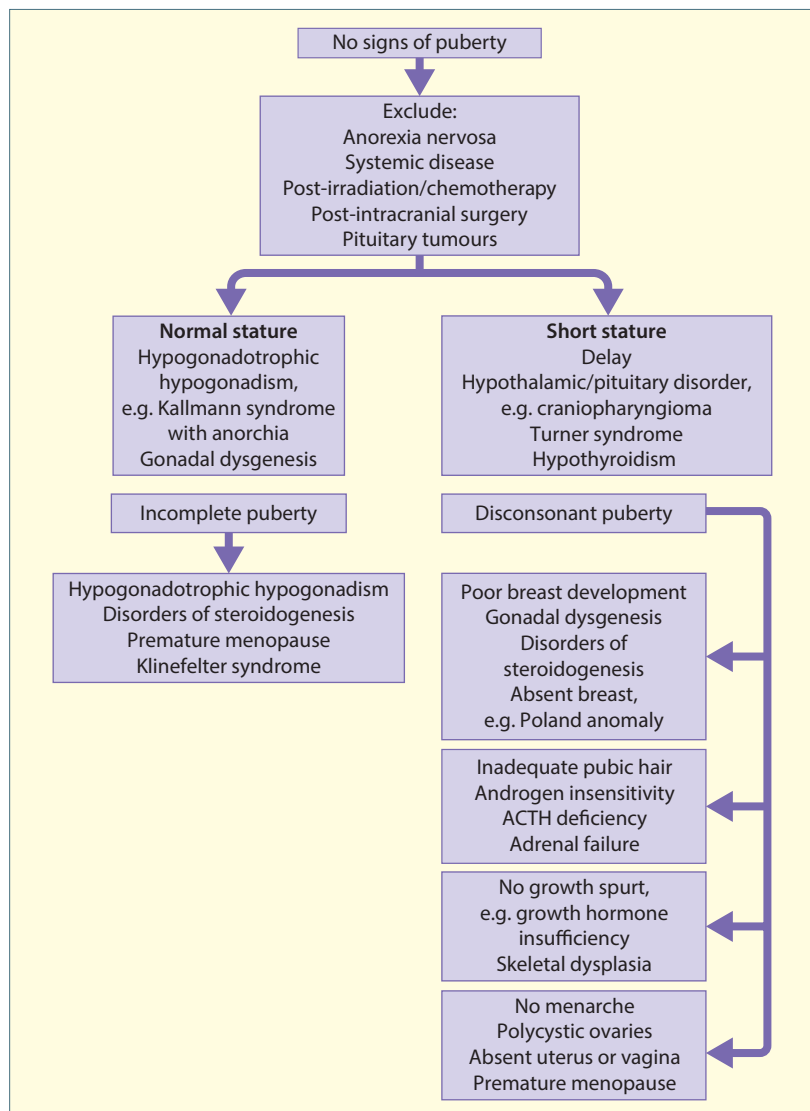 No signs of puberty
Exclude:
Anorexia nervosa
Systemic disease
Post-irradiation/chemotherapy
Post-intracranial surgery
Pituitary tumours
Normal stature
Hypogonadotrophic
hypogonadism,
e.g. Kallmann syndrome
with anorchia
Gonadal dysgenesis
Short stature
Delay
Hypothalamic/pituitary disorder,
e.g. craniopharyngioma
Turner syndrome
Hypothyroidism
Incomplete puberty
Hypogonadotrophic hypogonadism
Disorders of steroidogenesis
Premature menopause
Klinefelter syndrome
Disconsonant puberty
Poor breast development
Gonadal dysgenesis
Disorders of
steroidogenesis
Absent breast,
e.g. Poland anomaly
Inadequate pubic hair
Androgen insensitivity
ACTH deficiency
Adrenal failure
No growth spurt,
e.g. growth hormone
insufficiency
Skeletal dysplasia
No menarche
Polycystic ovaries
Absent uterus or vagina
Premature menopause